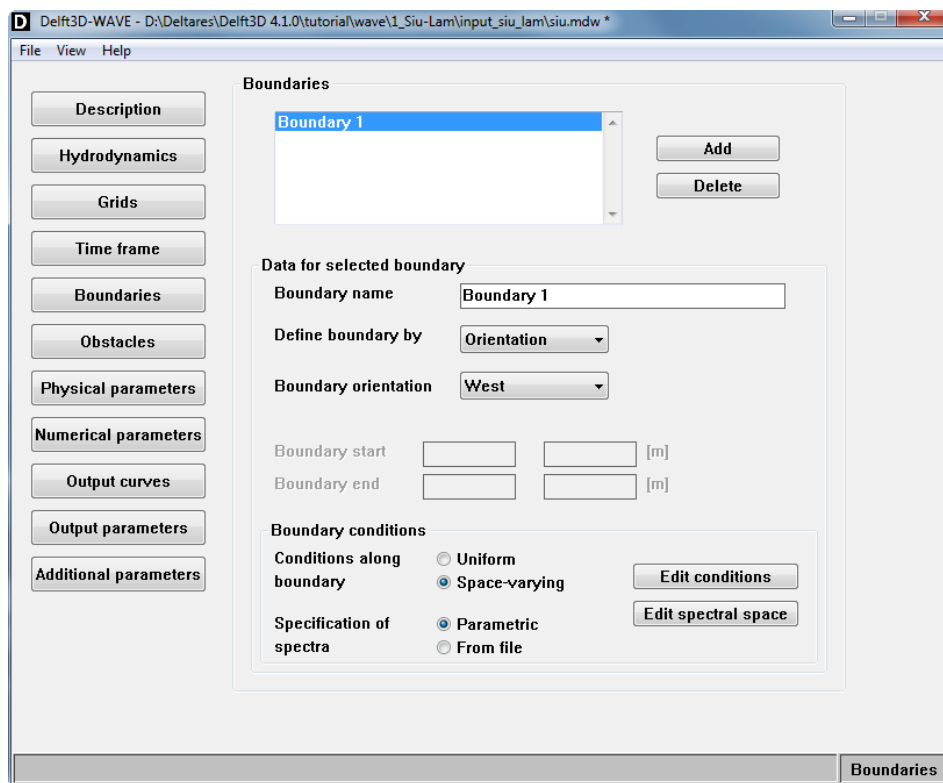 D Delft3D-WAVE - D:\Deltares\Delft3D 4.1.0\tutorial\wave\1_Siu-Lam\input_siu_lam\siu.mdw *
File View Help
Description
Hydrodynamics
Grids
Time frame
Boundaries
Obstacles
Physical parameters
Numerical parameters
Output curves
Output parameters
Additional parameters
Boundaries
Boundary 1
Add
Delete
Data for selected boundary
Boundary name Boundary 1
Define boundary by Orientation
Boundary orientation West
Boundary start [m]
Boundary end [m]
Boundary conditions
Conditions along
boundary
Uniform
Space-varying
Edit conditions
Edit spectral space
Specification of
spectra
Parametric
From file
Boundaries